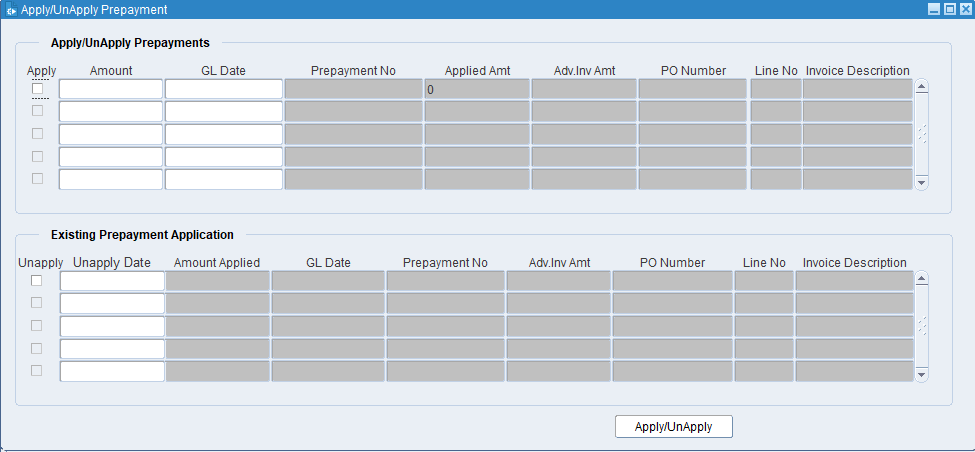 Apply/UnApply Prepayment
Apply/UnApply Prepayments
Apply Amount GL Date Prepayment No Applied Amt Adv.Inv Amt PO Number Line No Invoice Description
0
Existing Prepayment Application
Unapply Unapply Date Amount Applied GL Date Prepayment No Adv.Inv Amt PO Number Line No Invoice Description
Apply/UnApply